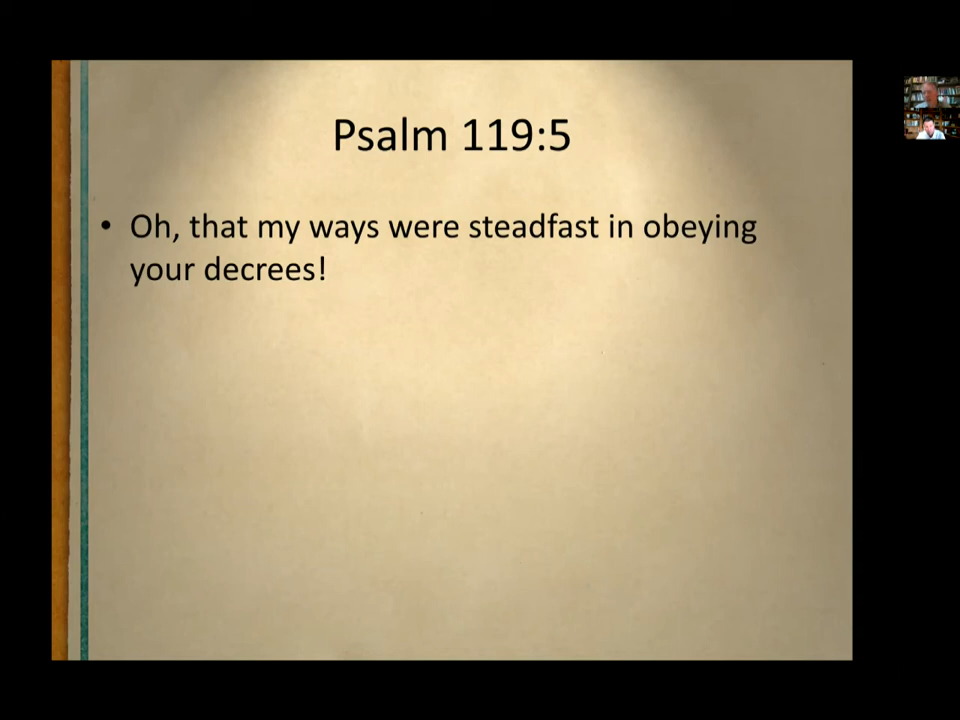 Psalm 119:5
• Oh, that my ways were steadfast in obeying
your decrees!